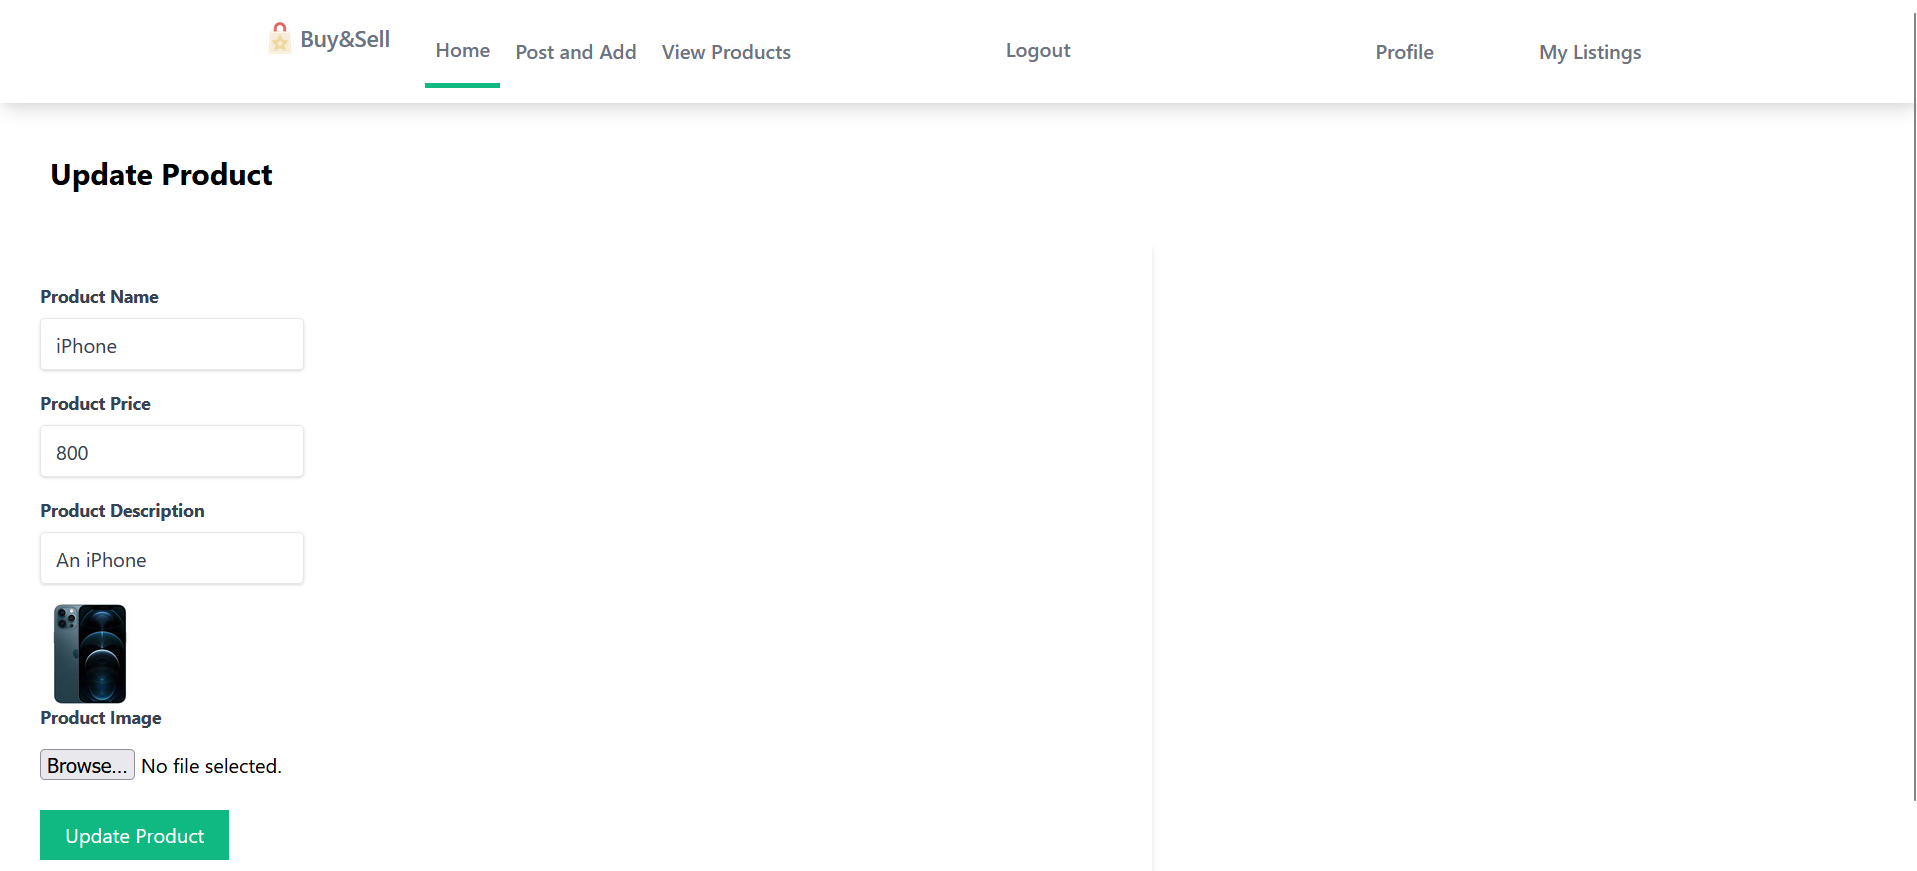 Buy&Sell
Home
Post and Add
View Products
Logout
Profile
My Listings
Update Product
Product Name
iPhone
Product Price
800
Product Description
An iPhone
Product Image
Browse... No file selected.
Update Product